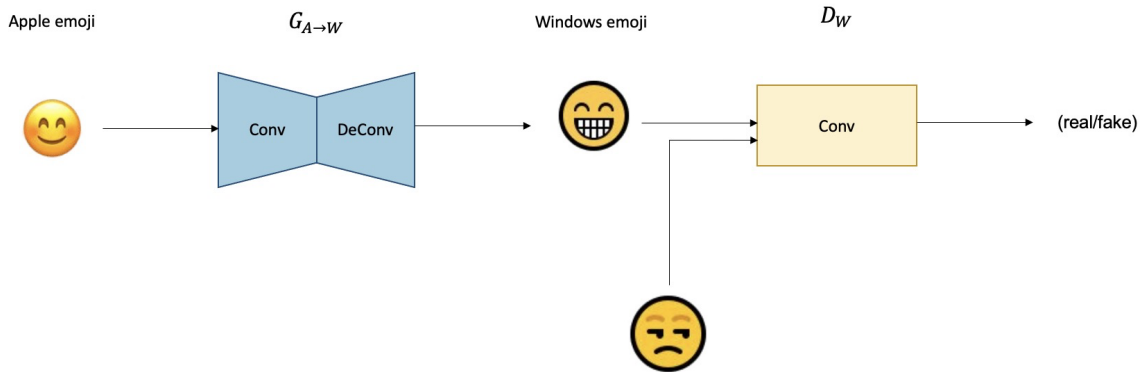 Apple emoji
G_{A→W}
Windows emoji
D_W
Conv
DeConv
Conv
(real/fake)